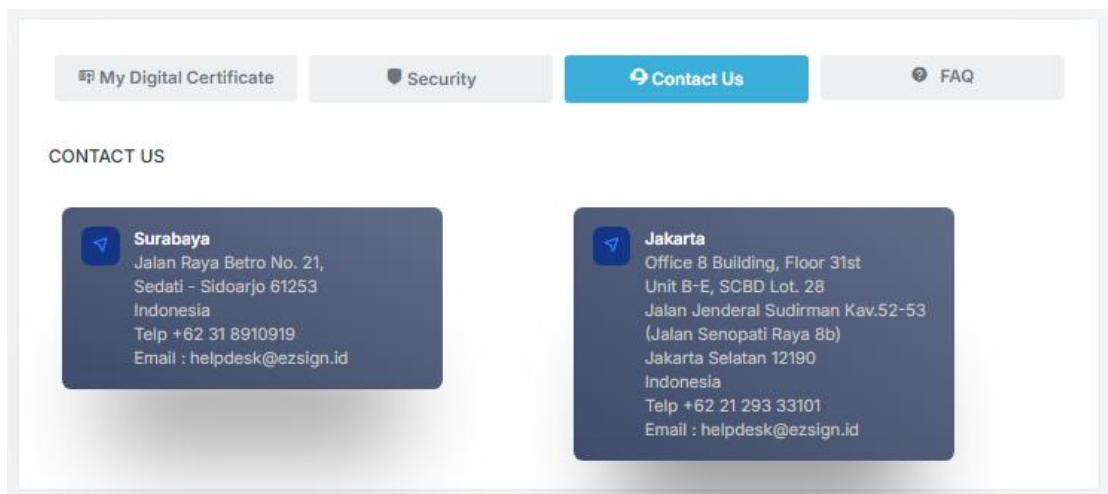 My Digital Certificate
Security
Contact Us
FAQ
CONTACT US
Surabaya
Jalan Raya Betro No. 21,
Sedati - Sidoarjo 61253
Indonesia
Telp +62 31 8910919
Email : helpdesk@ezsign.id
Jakarta
Office 8 Building, Floor 31st
Unit B-E, SCBD Lot. 28
Jalan Jenderal Sudirman Kav.52-53
(Jalan Senopati Raya 8b)
Jakarta Selatan 12190
Indonesia
Telp +62 21 293 33101
Email : helpdesk@ezsign.id